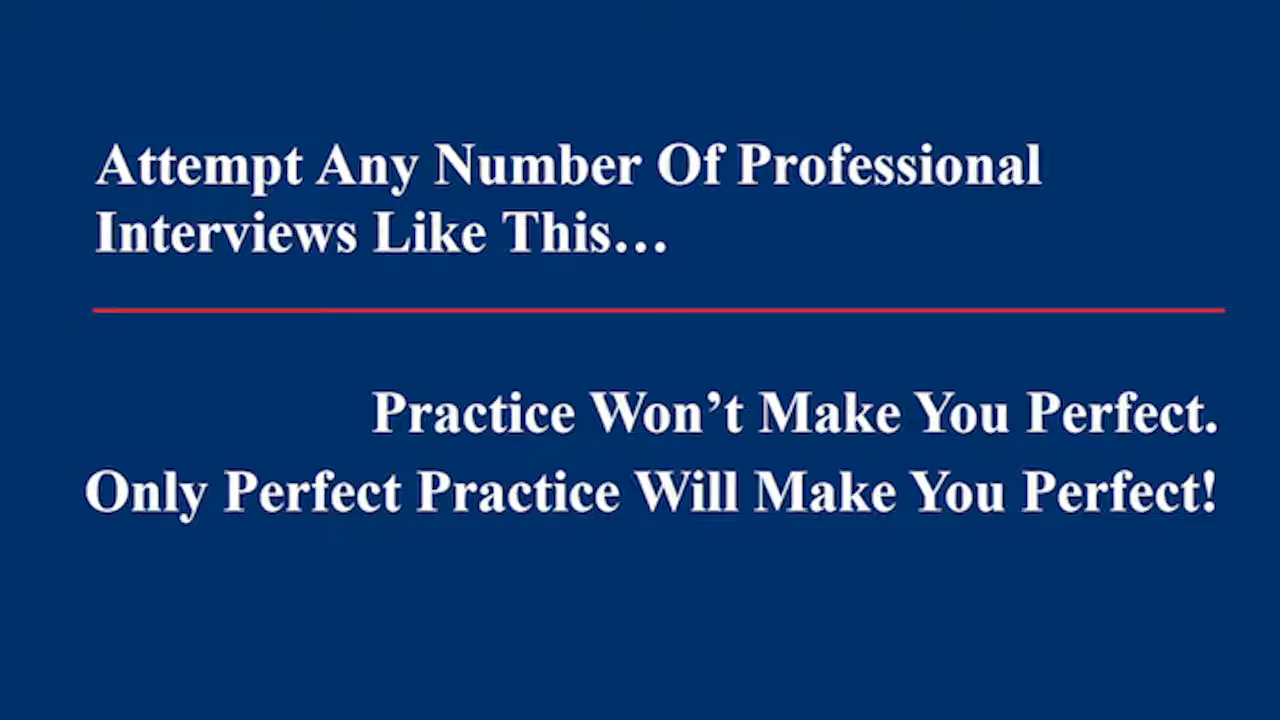 Attempt Any Number Of Professional
Interviews Like This…
Practice Won’t Make You Perfect.
Only Perfect Practice Will Make You Perfect!